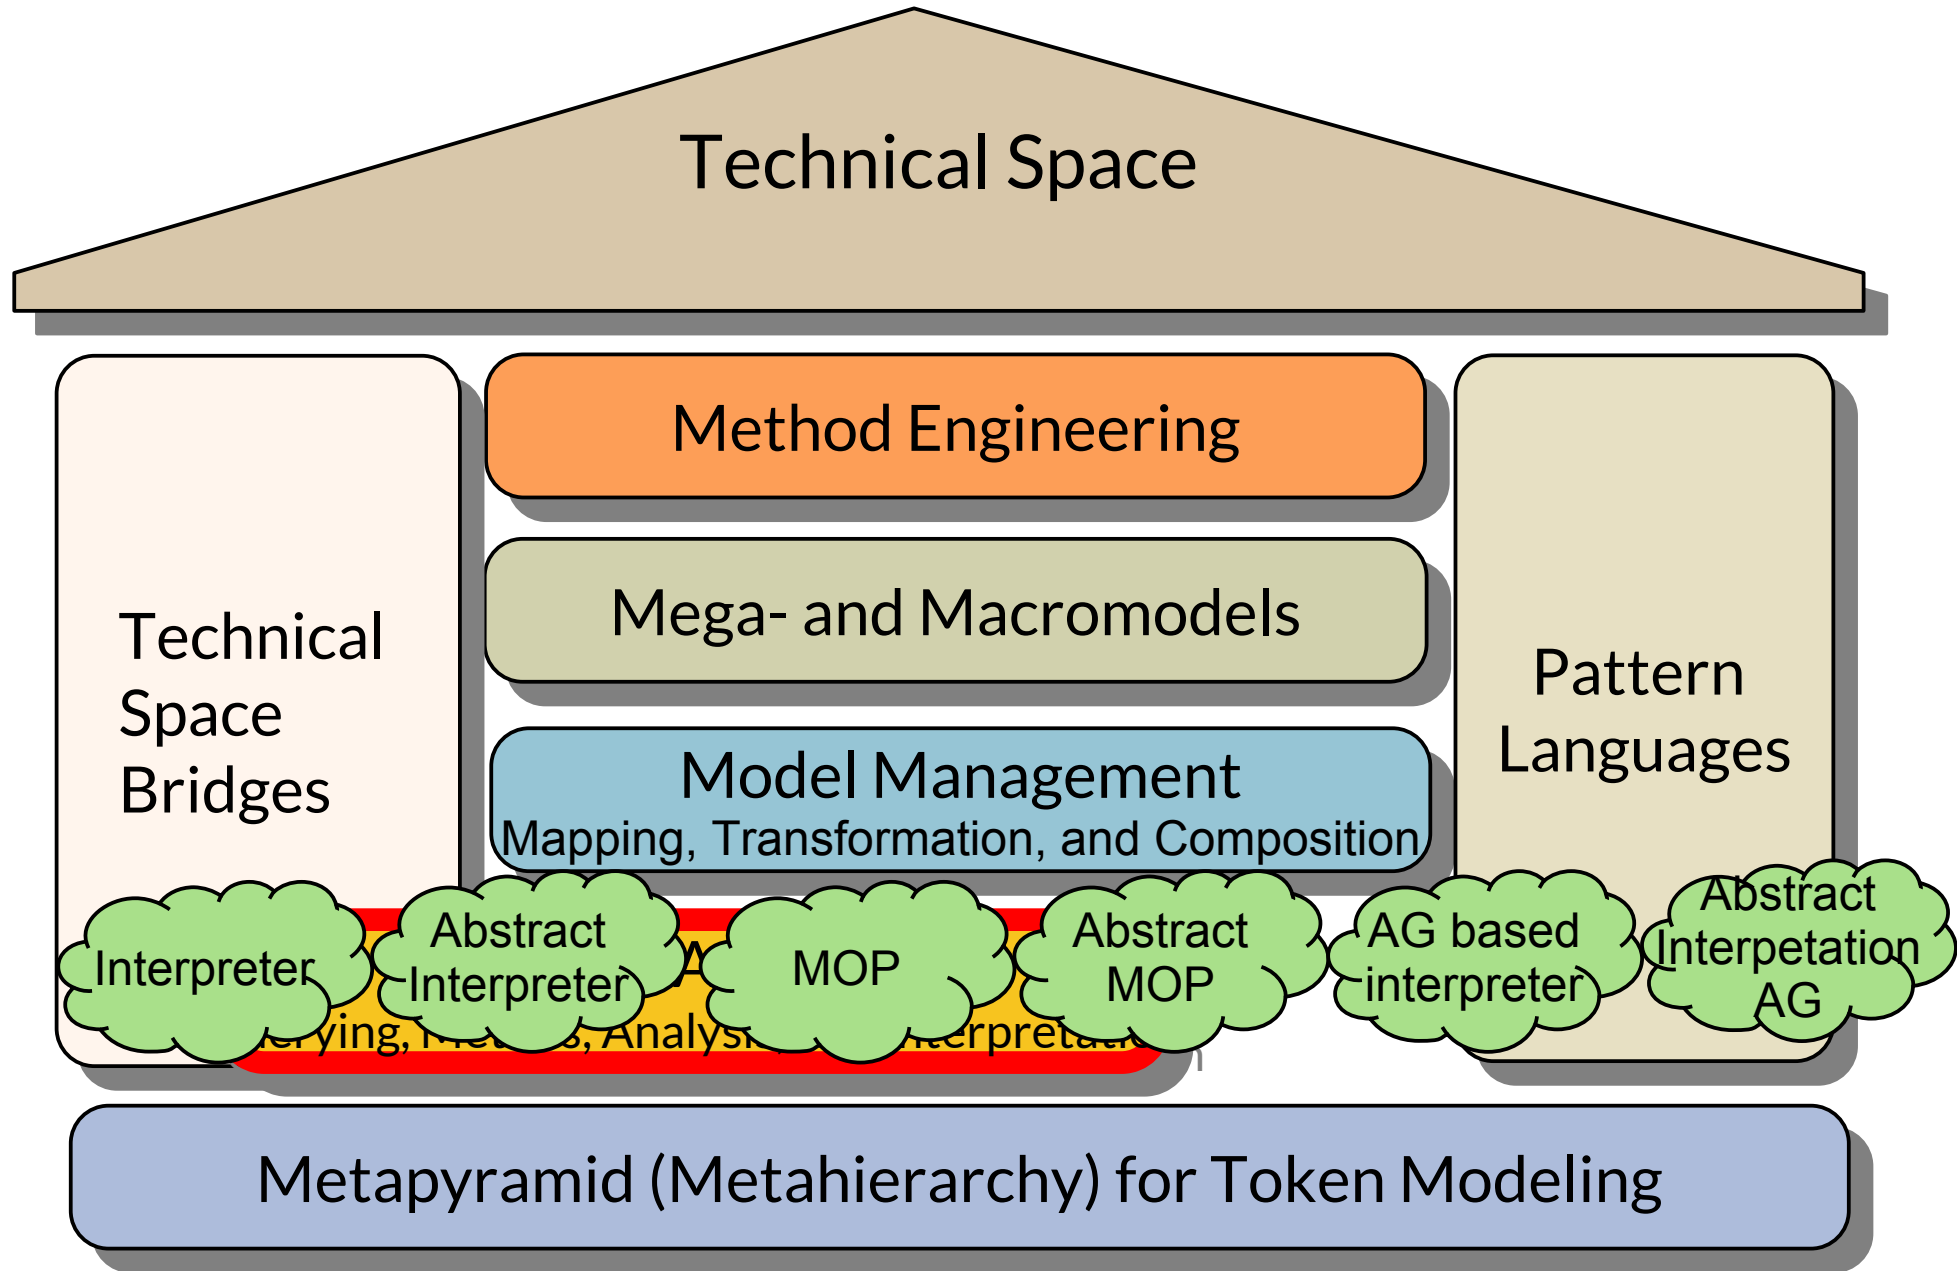 Technical Space
Method Engineering
Mega- and Macromodels
Technical
Space
Bridges
Pattern
Languages
Model Management
Mapping, Transformation, and Composition
Interpreter
Abstract
Interpreter
MOP
Abstract
MOP
AG based
interpreter
Abstract
Interpetation
AG
Metapyramid (Metahierarchy) for Token Modeling